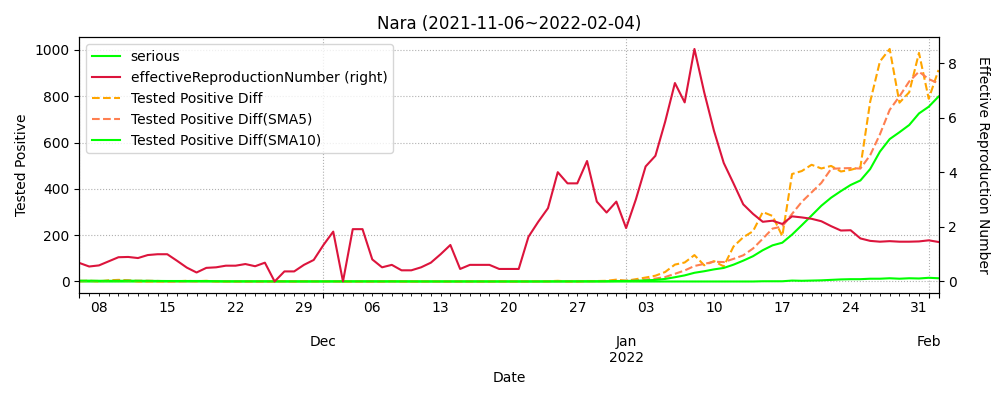 Nara (2021-11-06~2022-02-04)
serious
effectiveReproductionNumber (right)
Tested Positive Diff
Tested Positive Diff(SMA5)
Tested Positive Diff(SMA10)
Tested Positive
1000
800
600
400
200
0
Effective Reproduction Number
8
6
4
2
0
08 15 22 29 06 13 20 27 03 10 17 24 31
Dec Jan Feb
2022
Date